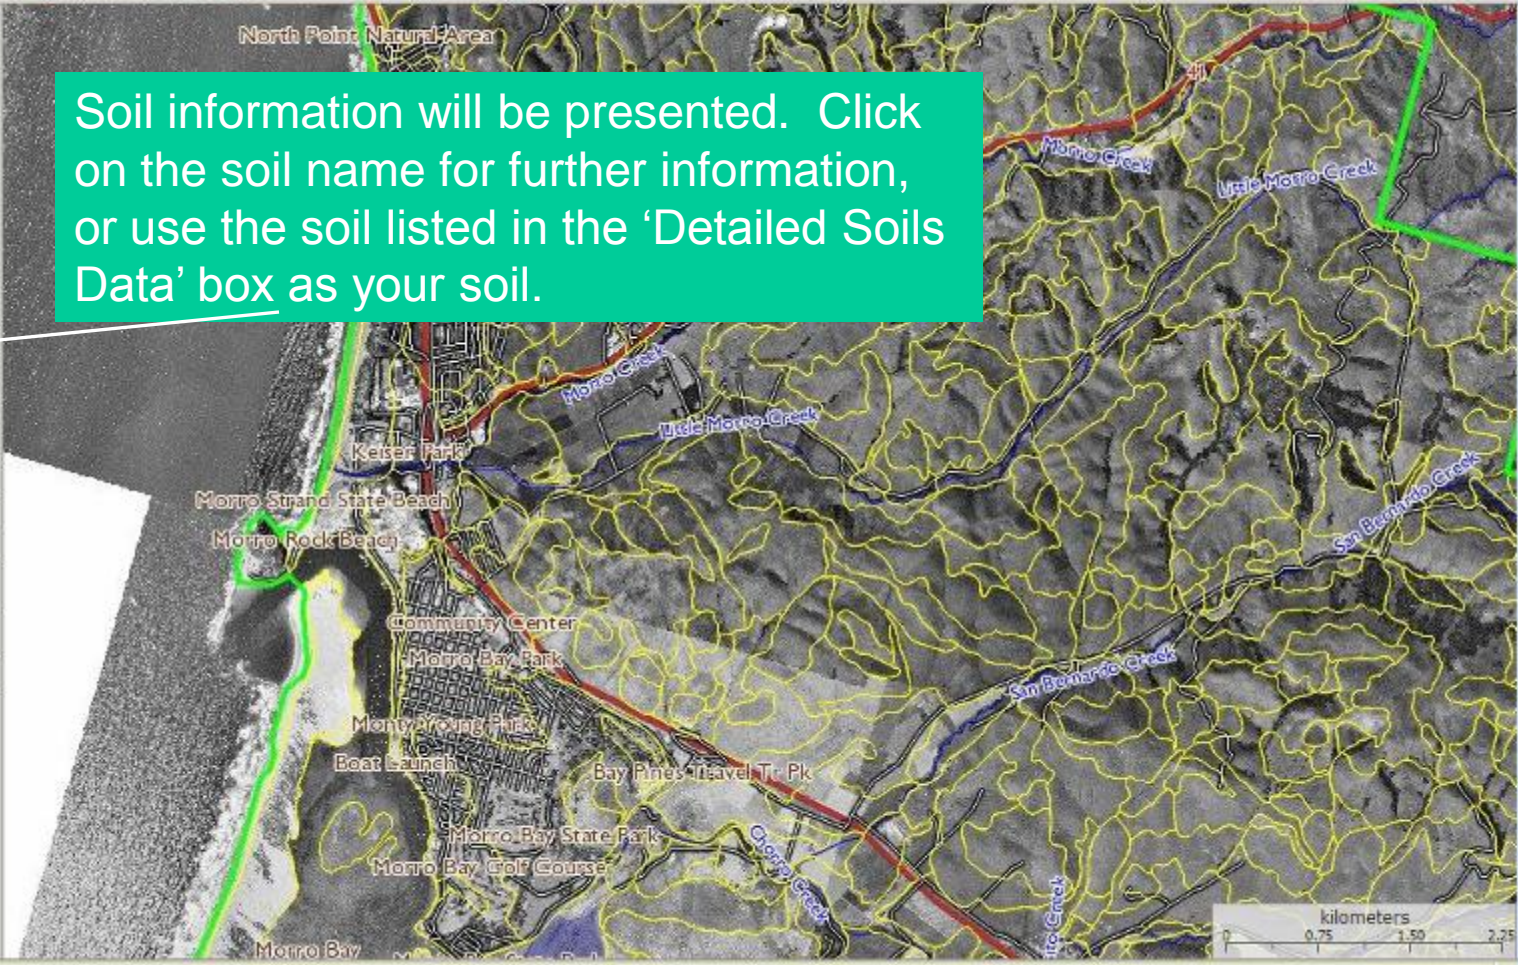 North Point Natural Area
Soil information will be presented. Click
on the soil name for further information,
or use the soil listed in the ‘Detailed Soils
Data’ box as your soil.
41
Morro Creek
Little Morro Creek
Morro Creek
Little Morro Creek
Keiser Park
San Bernardo Creek
Morro Strand State Beach
Morro Rock Beach
Community Center
Morro Bay Park
San Bernardo Creek
Monty Young Park
Boat Launch
Bay Pines Travel Tr Pk
Morro Bay State Park
Chorro Creek
Morro Bay Golf Course
Creek
kilometers
0 0.75 1.50 2.25
Morro Bay